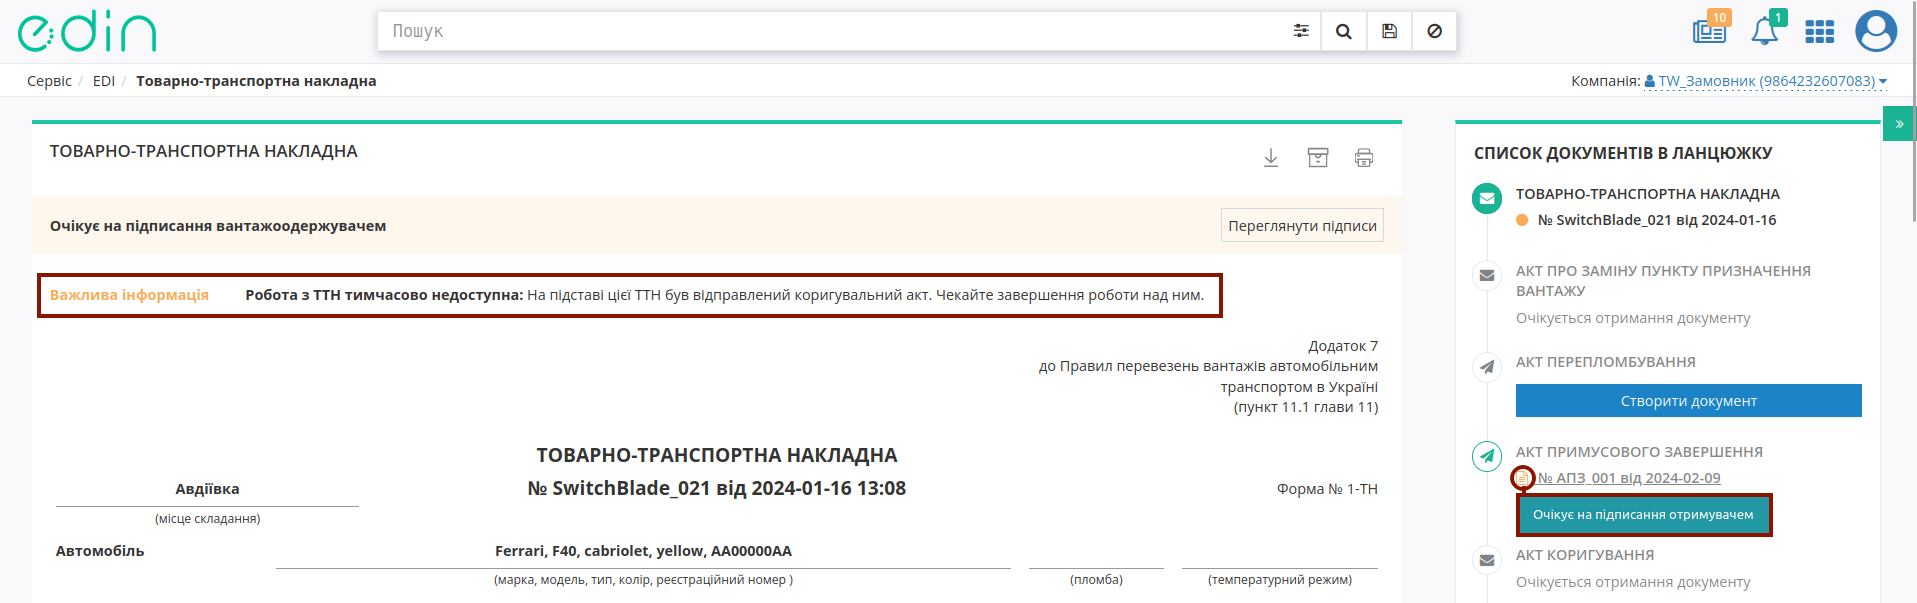 edin
Пошук
10
1
Сервіс / EDI / Товарно-транспортна накладна
Компанія: TW_Замовник (9864232607083)
»
ТОВАРНО-ТРАНСПОРТНА НАКЛАДНА
Очікує на підписання вантажоодержувачем
Переглянути підписи
Важлива інформація Робота з ТТН тимчасово недоступна: На підставі цієї ТТН був відправлений коригувальний акт. Чекайте завершення роботи над ним.
Додаток 7
до Правил перевезень вантажів автомобільним
транспортом в Україні
(пункт 11.1 глави 11)
ТОВАРНО-ТРАНСПОРТНА НАКЛАДНА
Авдіївка
№ SwitchBlade_021 від 2024-01-16 13:08
Форма № 1-ТН
(місце складання)
Автомобіль
Ferrari, F40, cabriolet, yellow, AA00000AA
(марка, модель, тип, колір, реєстраційний номер )
(пломба)
(температурний режим)
СПИСОК ДОКУМЕНТІВ В ЛАНЦЮЖКУ
ТОВАРНО-ТРАНСПОРТНА НАКЛАДНА
№ SwitchBlade_021 від 2024-01-16
АКТ ПРО ЗАМІНУ ПУНКТУ ПРИЗНАЧЕННЯ
ВАНТАЖУ
Очікується отримання документу
АКТ ПЕРЕПЛОМБУВАННЯ
Створити документ
АКТ ПРИМУСОВОГО ЗАВЕРШЕННЯ
№ АПЗ_001 від 2024-02-09
Очікує на підписання отримувачем
АКТ КОРИГУВАННЯ
Очікується отримання документу